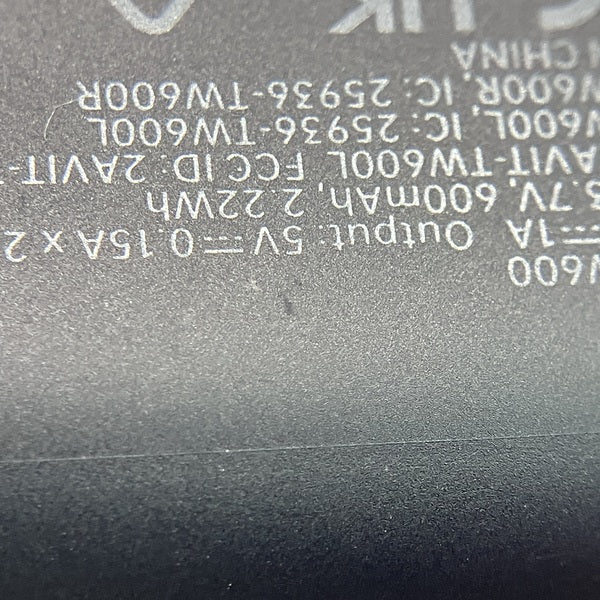 W600
⎓1A Output: 5V⎓0.15A x 2
3.7V, 600mAh, 2.22Wh
AVIT-TW600L FCC ID: 2AVIT-T
W600L, IC: 25936-TW600L
W600R, IC: 25936-TW600R
N CHINA
UK